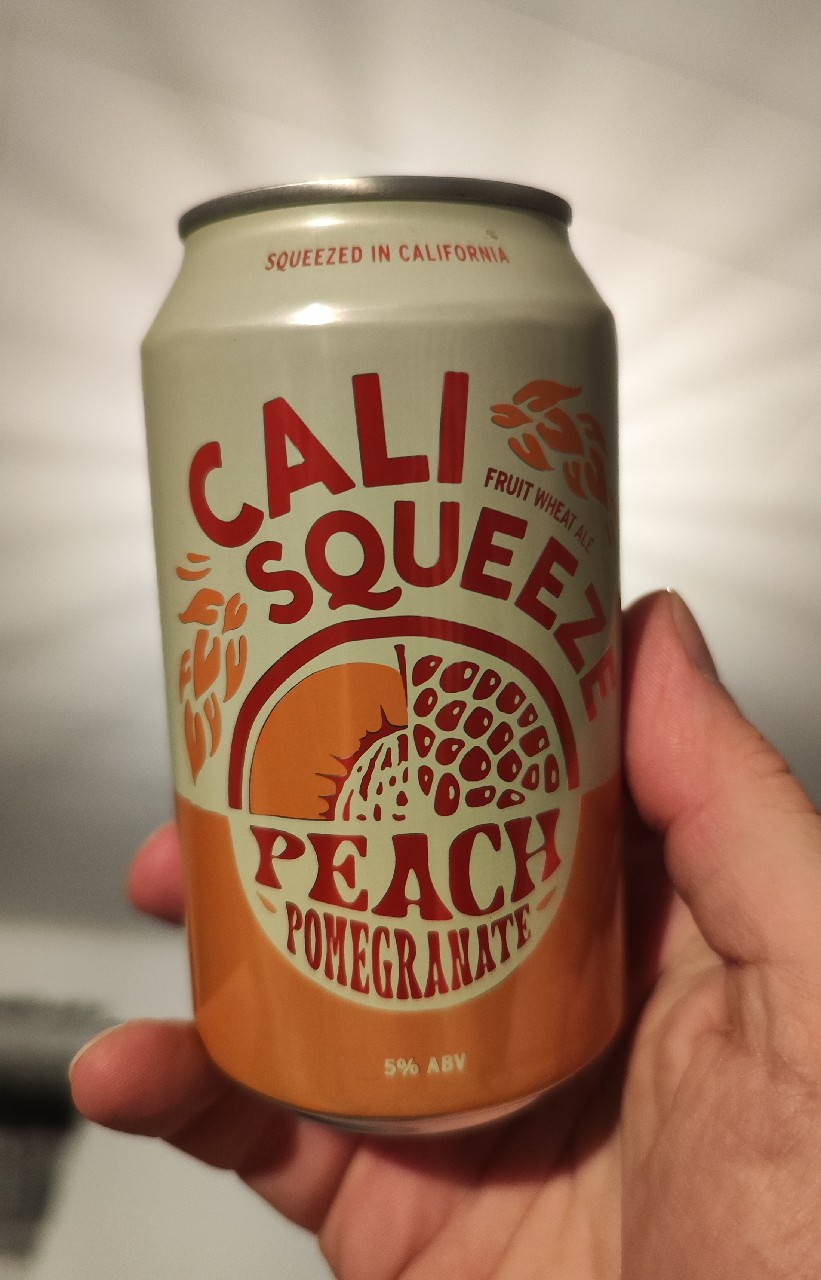 SQUEEZED IN CALIFORNIA
CALI
FRUIT WHEAT ALE
SQUEEZE
PEACH
POMEGRANATE
5% ABV